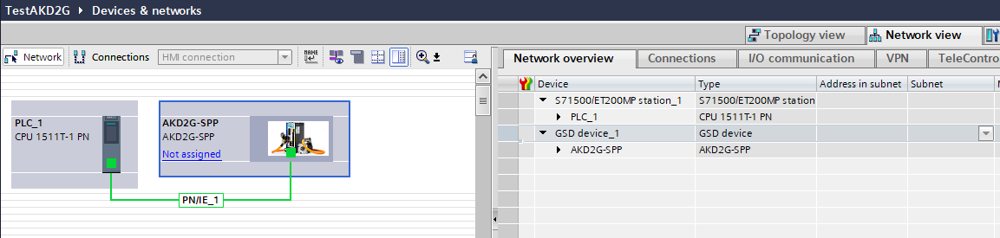 TestAKD2G ▸ Devices & networks
Topology view
Network view
Network
Connections
HMI connection
Network overview
Connections
I/O communication
VPN
TeleContro
Device
Type
Address in subnet
Subnet
S71500/ET200MP station_1
S71500/ET200MP station
PLC_1
CPU 1511T-1 PN
GSD device_1
GSD device
AKD2G-SPP
AKD2G-SPP
PLC_1
CPU 1511T-1 PN
AKD2G-SPP
AKD2G-SPP
Not assigned
PN/IE_1